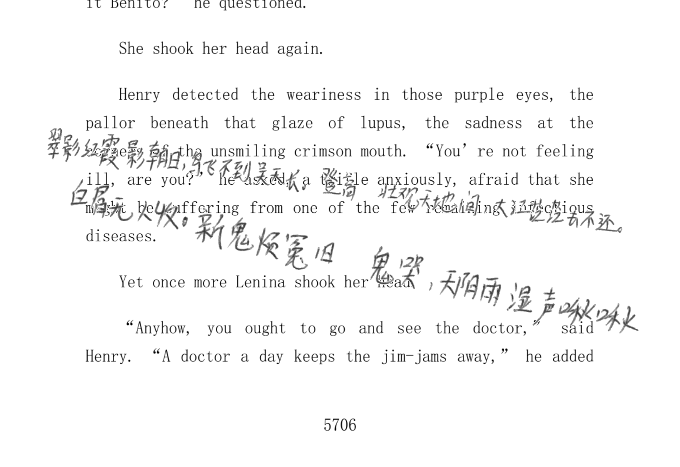 it Benito?” he questioned.
She shook her head again.
Henry detected the weariness in those purple eyes, the
pallor beneath that glaze of lupus, the sadness at the
of the unsmiling crimson mouth. “You’re not feeling
翠影红霞影朝日，鸟飞不到吴天长。登高壮观天地间，大江茫茫去不还。
ill, are you?” he asked, a little anxiously, afraid that she
might be suffering from one of the few remaining infectious
白屑无人收。新鬼烦冤旧鬼哭，天阴雨湿声啾啾
diseases.
Yet once more Lenina shook her head.
“Anyhow, you ought to go and see the doctor,” said
Henry. “A doctor a day keeps the jim-jams away,” he added
5706